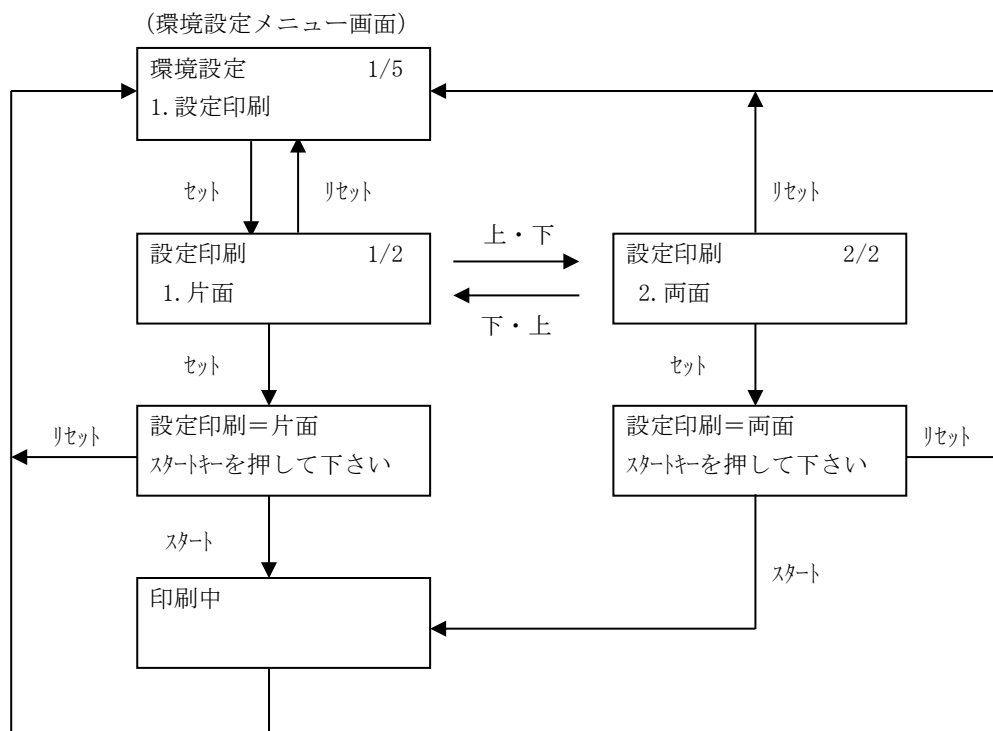 (環境設定メニュー画面)
環境設定 1/5
1.設定印刷
ｾｯﾄ ﾘｾｯﾄ ﾘｾｯﾄ
設定印刷 1/2
1.片面
上・下
下・上
設定印刷 2/2
2.両面
ｾｯﾄ ｾｯﾄ
設定印刷＝片面
ｽﾀｰﾄｷｰを押して下さい
ﾘｾｯﾄ
設定印刷＝両面
ｽﾀｰﾄｷｰを押して下さい
ﾘｾｯﾄ
ｽﾀｰﾄ ｽﾀｰﾄ
印刷中